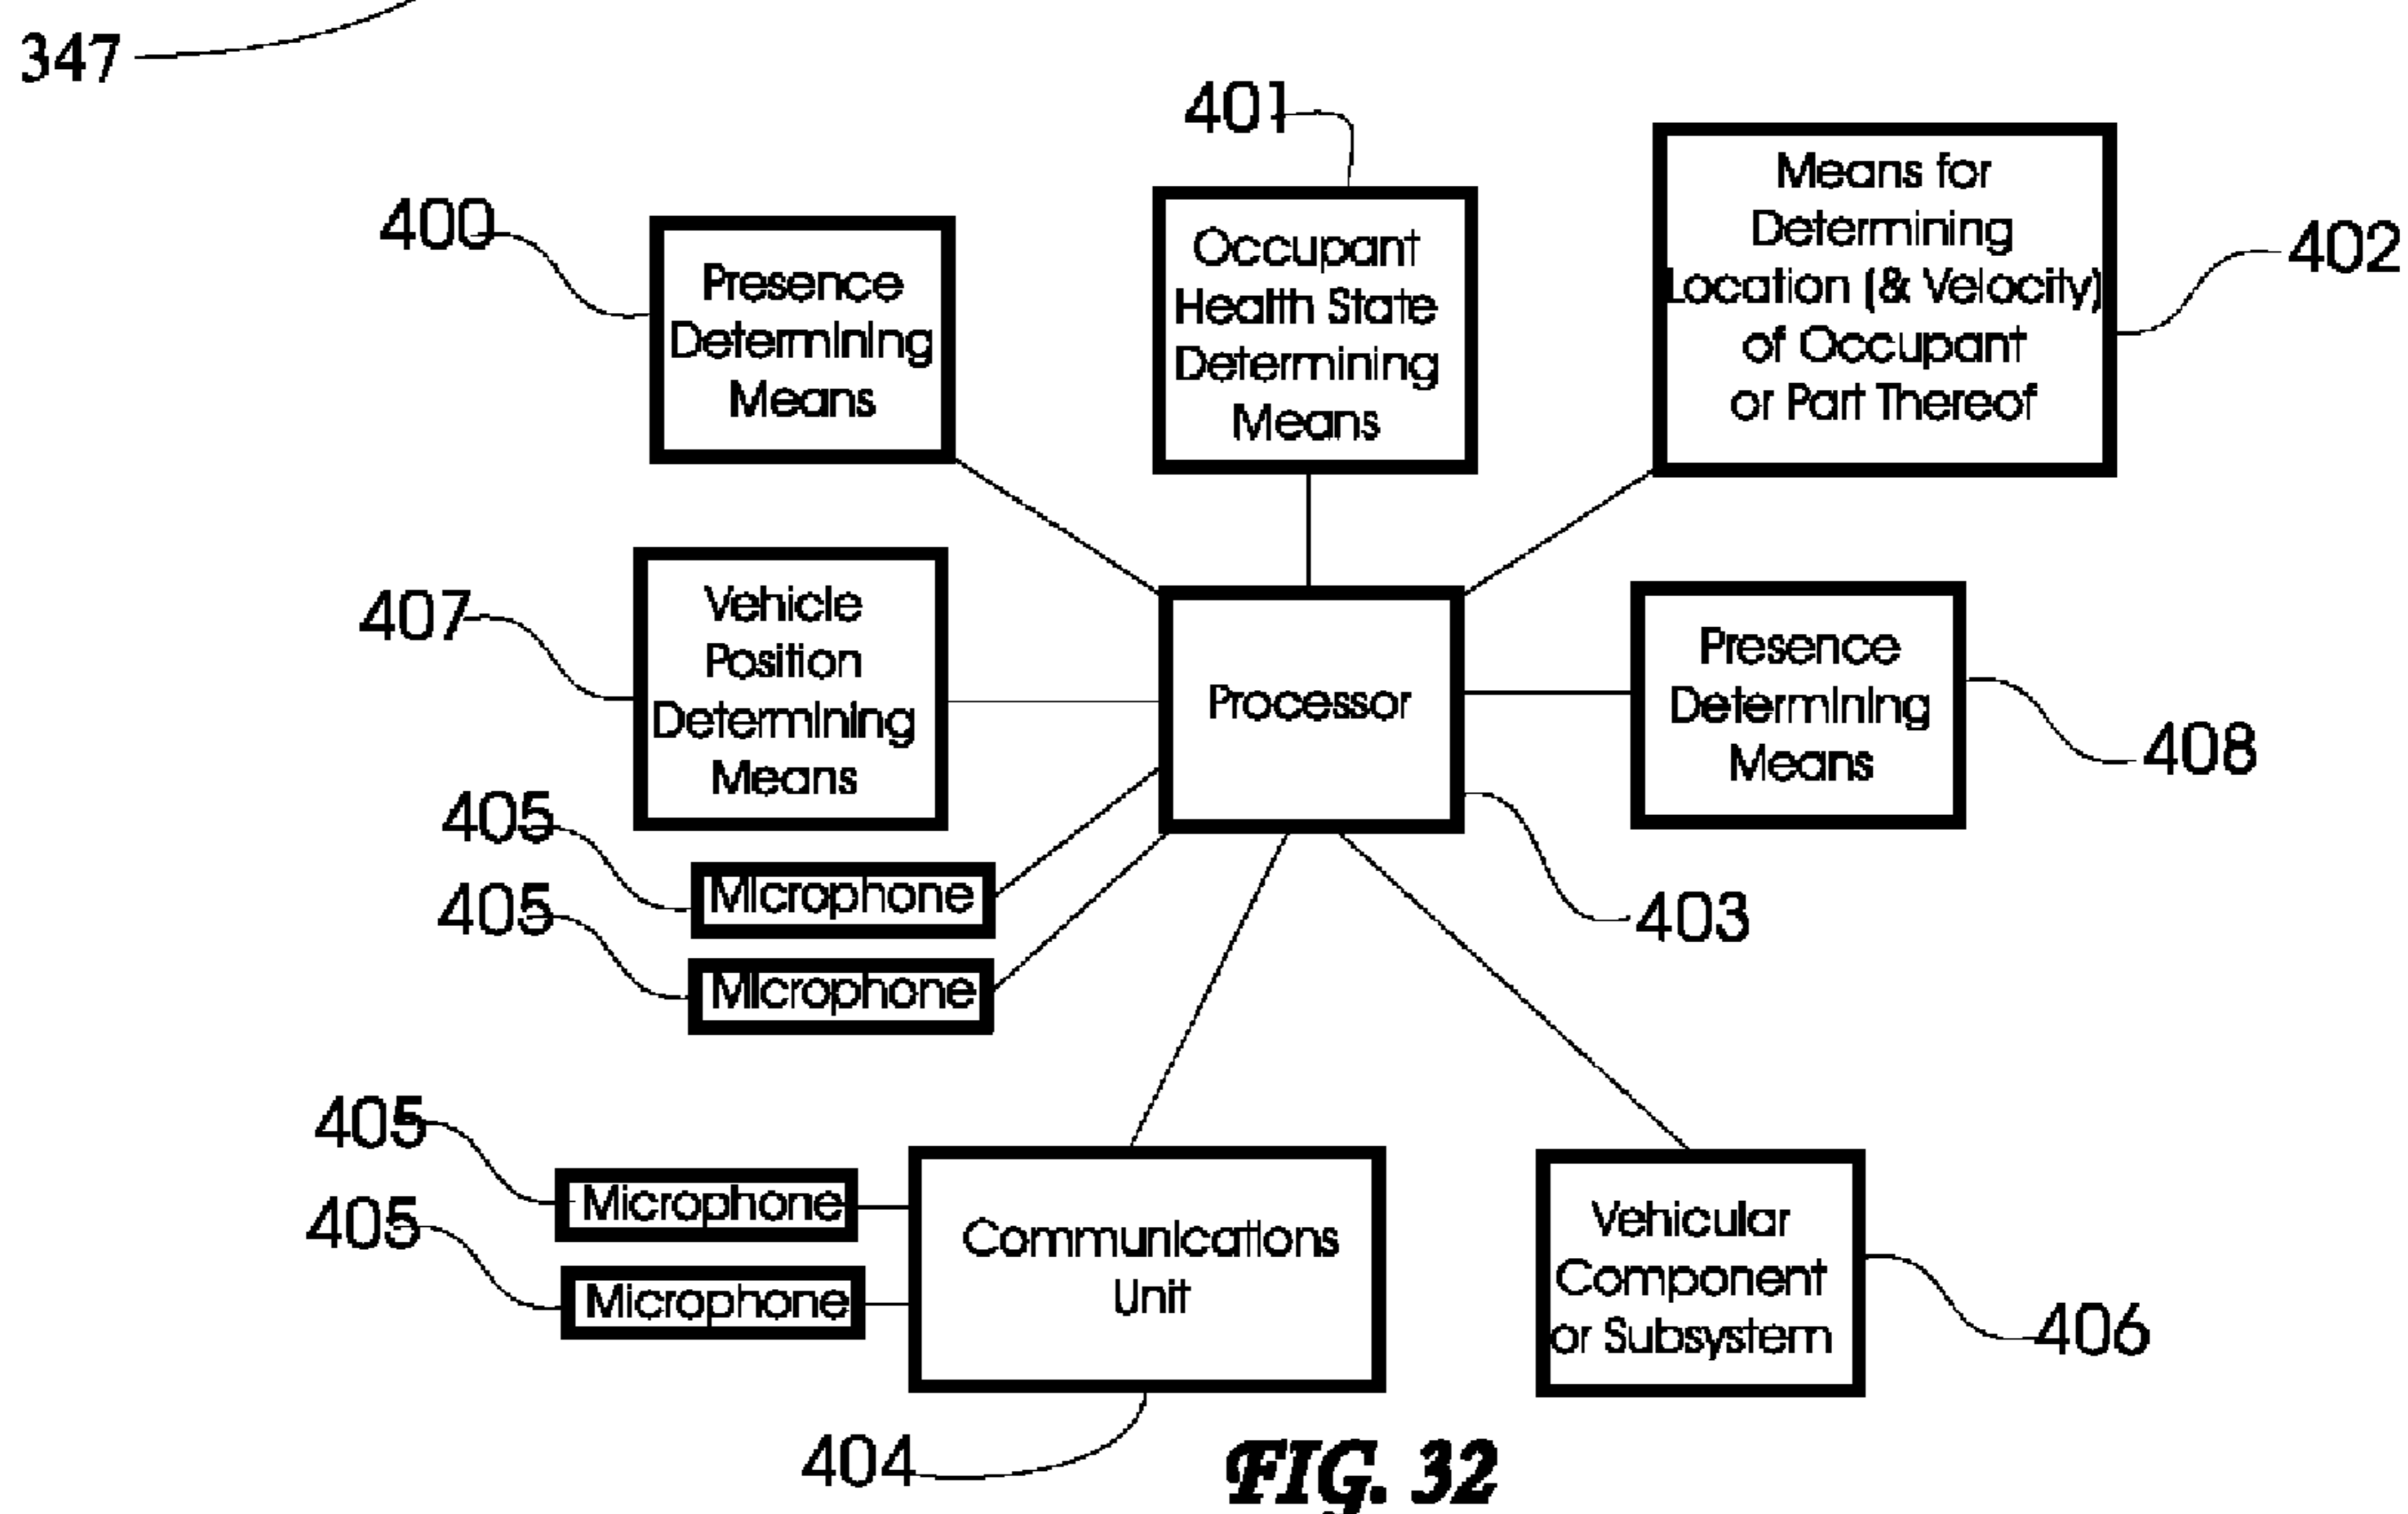 347
401
Occupant
Health State
Determining
Means
Means for
Determining
Location (& Velocity)
of Occupant
or Part Thereof
402
400
Presence
Determining
Means
407
Vehicle
Position
Determining
Means
Processor
403
Presence
Determining
Means
408
405
Microphone
405
Microphone
405
Microphone
405
Microphone
Communications
Unit
404
Vehicular
Component
or Subsystem
406
FIG. 32